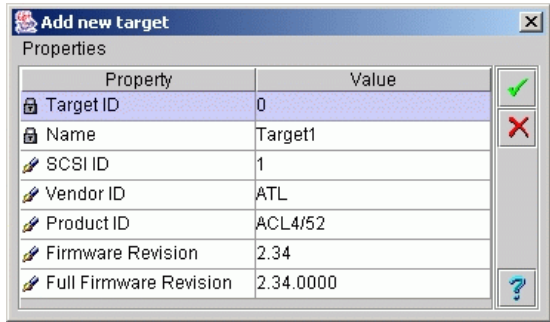 Add new target
Properties
Property Value
Target ID 0
Name Target1
SCSI ID 1
Vendor ID ATL
Product ID ACL4/52
Firmware Revision 2.34
Full Firmware Revision 2.34.0000